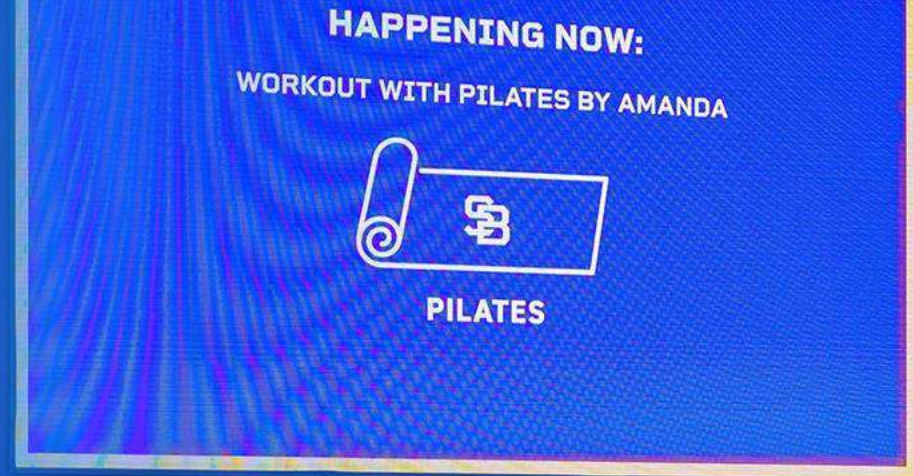 HAPPENING NOW:
WORKOUT WITH PILATES BY AMANDA
SB
PILATES